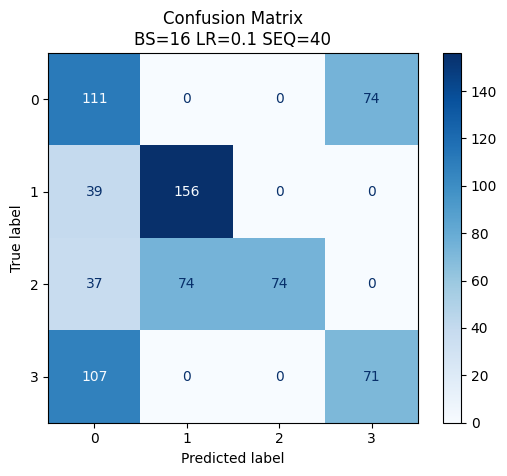 Confusion Matrix
BS=16 LR=0.1 SEQ=40
0 111 0 0 74
1 39 156 0 0
2 37 74 74 0
3 107 0 0 71
0 1 2 3
Predicted label
True label
140
120
100
80
60
40
20
0